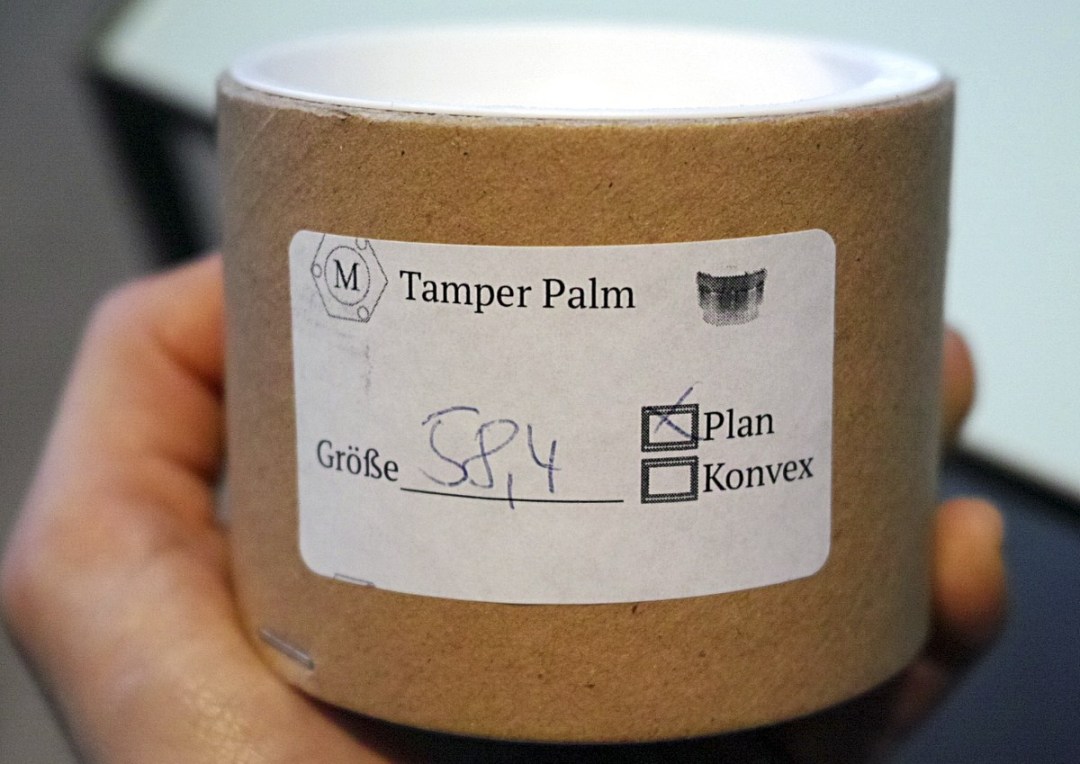 M
Tamper Palm
Größe 58,4
Plan
Konvex